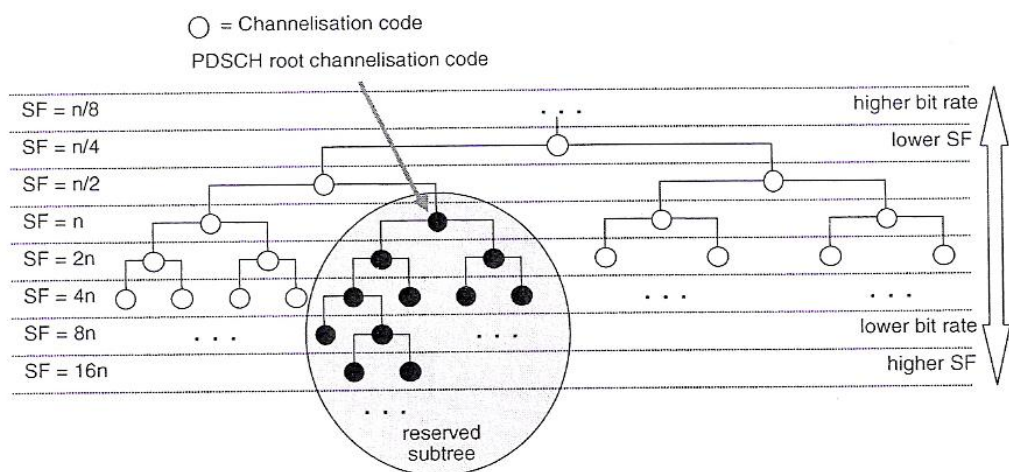 = Channelisation code
PDSCH root channelisation code
SF = n/8
. . .
higher bit rate
SF = n/4
lower SF
SF = n/2
SF = n
SF = 2n
SF = 4n
. . .
. . .
SF = 8n
. . .
. . .
lower bit rate
SF = 16n
higher SF
. . .
reserved
subtree